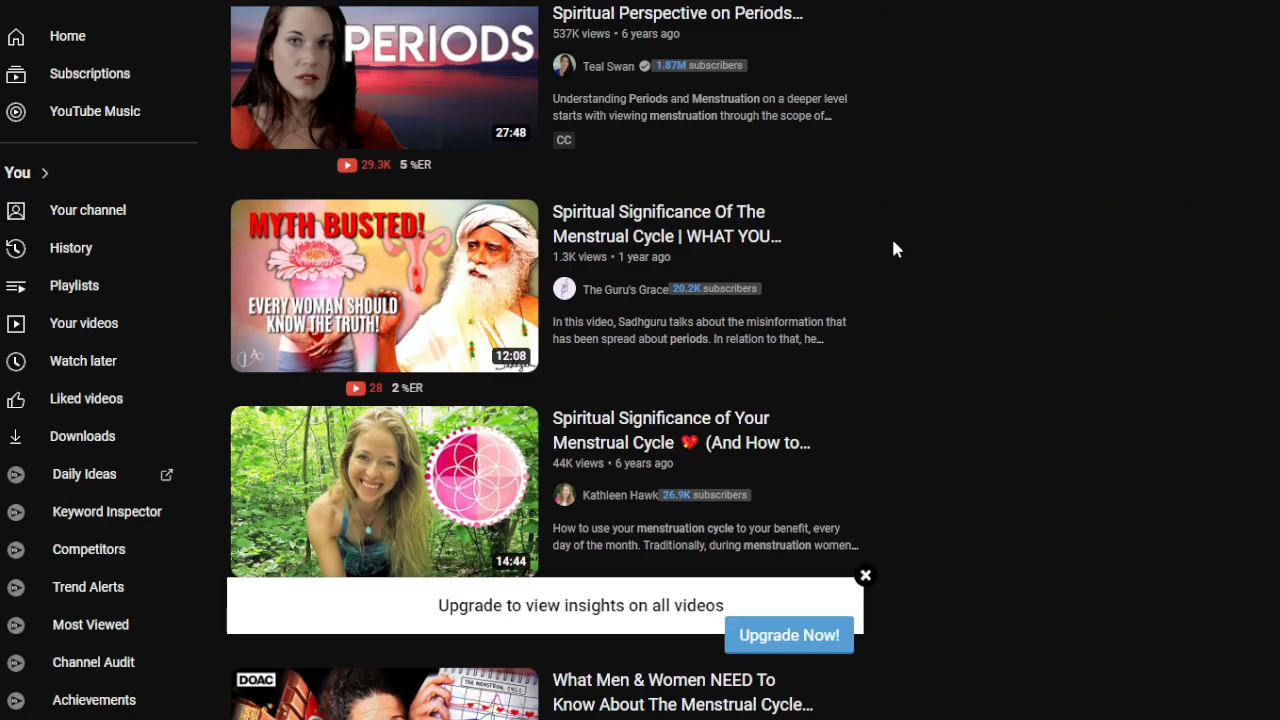 Home
Subscriptions
YouTube Music
You
Your channel
History
Playlists
Your videos
Watch later
Liked videos
Downloads
Daily Ideas
Keyword Inspector
Competitors
Trend Alerts
Most Viewed
Channel Audit
Achievements
PERIODS
27:48
29.3K 5 %ER
Spiritual Perspective on Periods...
537K views • 6 years ago
Teal Swan 1.87M subscribers
Understanding Periods and Menstruation on a deeper level
starts with viewing menstruation through the scope of...
CC
MYTH BUSTED!
EVERY WOMAN SHOULD
KNOW THE TRUTH!
12:08
28 2 %ER
Spiritual Significance Of The
Menstrual Cycle | WHAT YOU...
1.3K views • 1 year ago
The Guru's Grace 20.2K subscribers
In this video, Sadhguru talks about the misinformation that
has been spread about periods. In relation to that, he...
14:44
Spiritual Significance of Your
Menstrual Cycle 💖 (And How to...
44K views • 6 years ago
Kathleen Hawk 26.9K subscribers
How to use your menstruation cycle to your benefit, every
day of the month. Traditionally, during menstruation women...
Upgrade to view insights on all videos
Upgrade Now!
DOAC
THE MENSTRUAL CYCLE
What Men & Women NEED To
Know About The Menstrual Cycle...